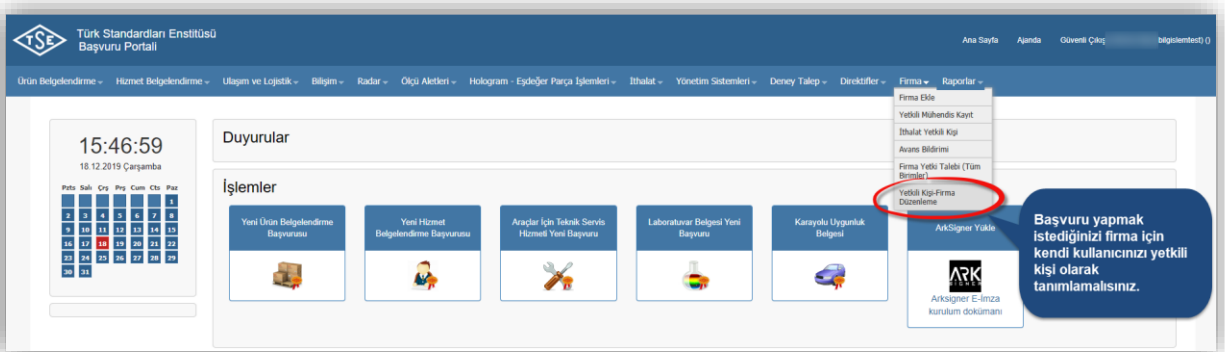 TSE
Türk Standardları Enstitüsü
Başvuru Portali
Ana Sayfa Ajanda Güvenli Çıkış bilgislemtest) ()
Ürün Belgelendirme Hizmet Belgelendirme Ulaşım ve Lojistik Bilişim Radar Ölçü Aletleri Hologram - Eşdeğer Parça İşlemleri İthalat Yönetim Sistemleri Deney Talep Direktifler Firma Raporlar
Firma Ekle
Yetkili Mühendis Kayıt
İthalat Yetkili Kişi
Avans Bildirimi
Firma Yetki Talebi (Tüm
Birimler)
Yetkili Kişi-Firma
Düzenleme
15:46:59
18.12.2019 Çarşamba
Pzts Salı Çrş Prş Cum Cts Paz
1
2 3 4 5 6 7 8
9 10 11 12 13 14 15
16 17 18 19 20 21 22
23 24 25 26 27 28 29
30 31
Duyurular
İşlemler
Yeni Ürün Belgelendirme
Başvurusu
Yeni Hizmet
Belgelendirme Başvurusu
Araçlar İçin Teknik Servis
Hizmeti Yeni Başvuru
Laboratuvar Belgesi Yeni
Başvuru
Karayolu Uygunluk
Belgesi
ArkSigner Yükle
ARK
SIGNER
Arksigner E-İmza
kurulum dokümanı
Başvuru yapmak
istediğinizi firma için
kendi kullanıcınızı yetkili
kişi olarak
tanımlamalısınız.